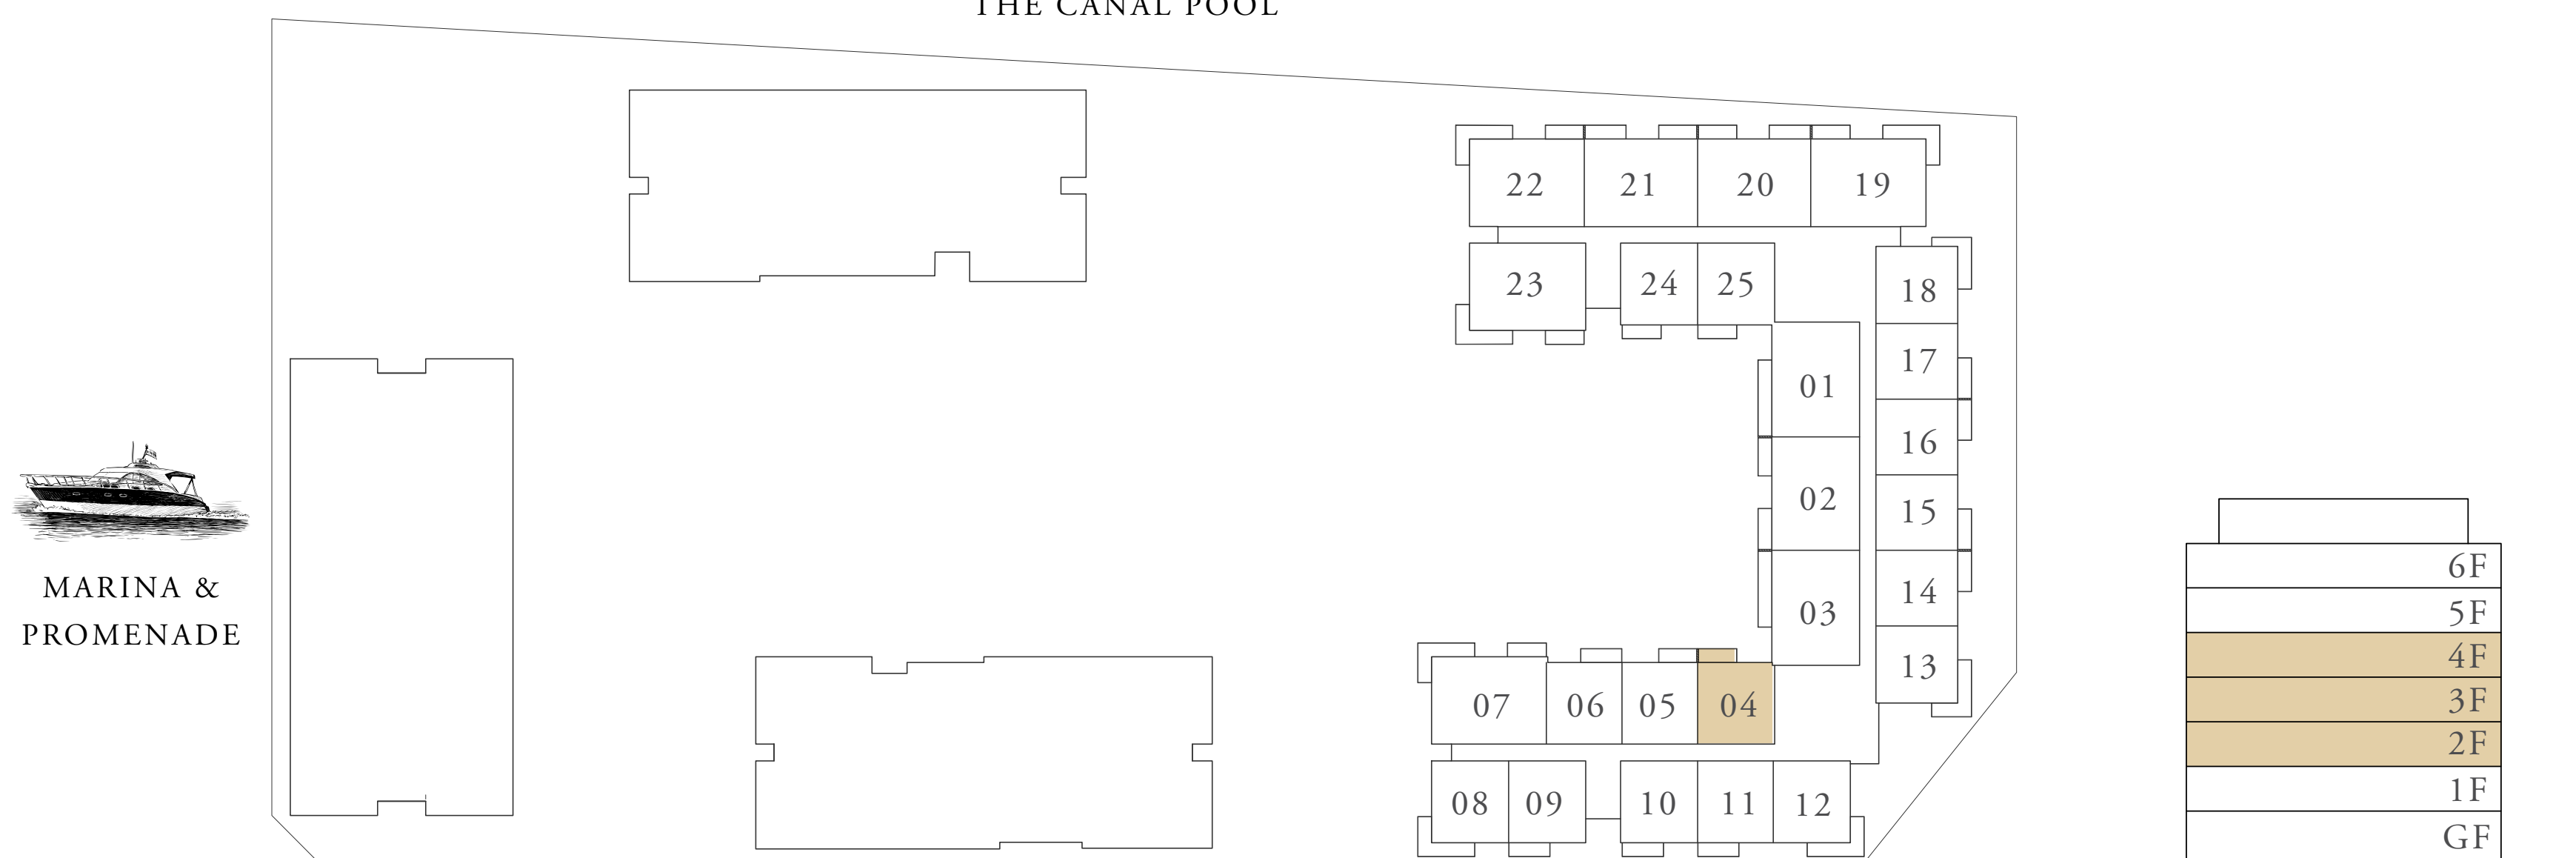 THE CANAL POOL
22 21 20 19
23 24 25
18
17
01
16
02
15
14
03
13
07 06 05 04
08 09 10 11 12
MARINA &
PROMENADE
6F
5F
4F
3F
2F
1F
GF